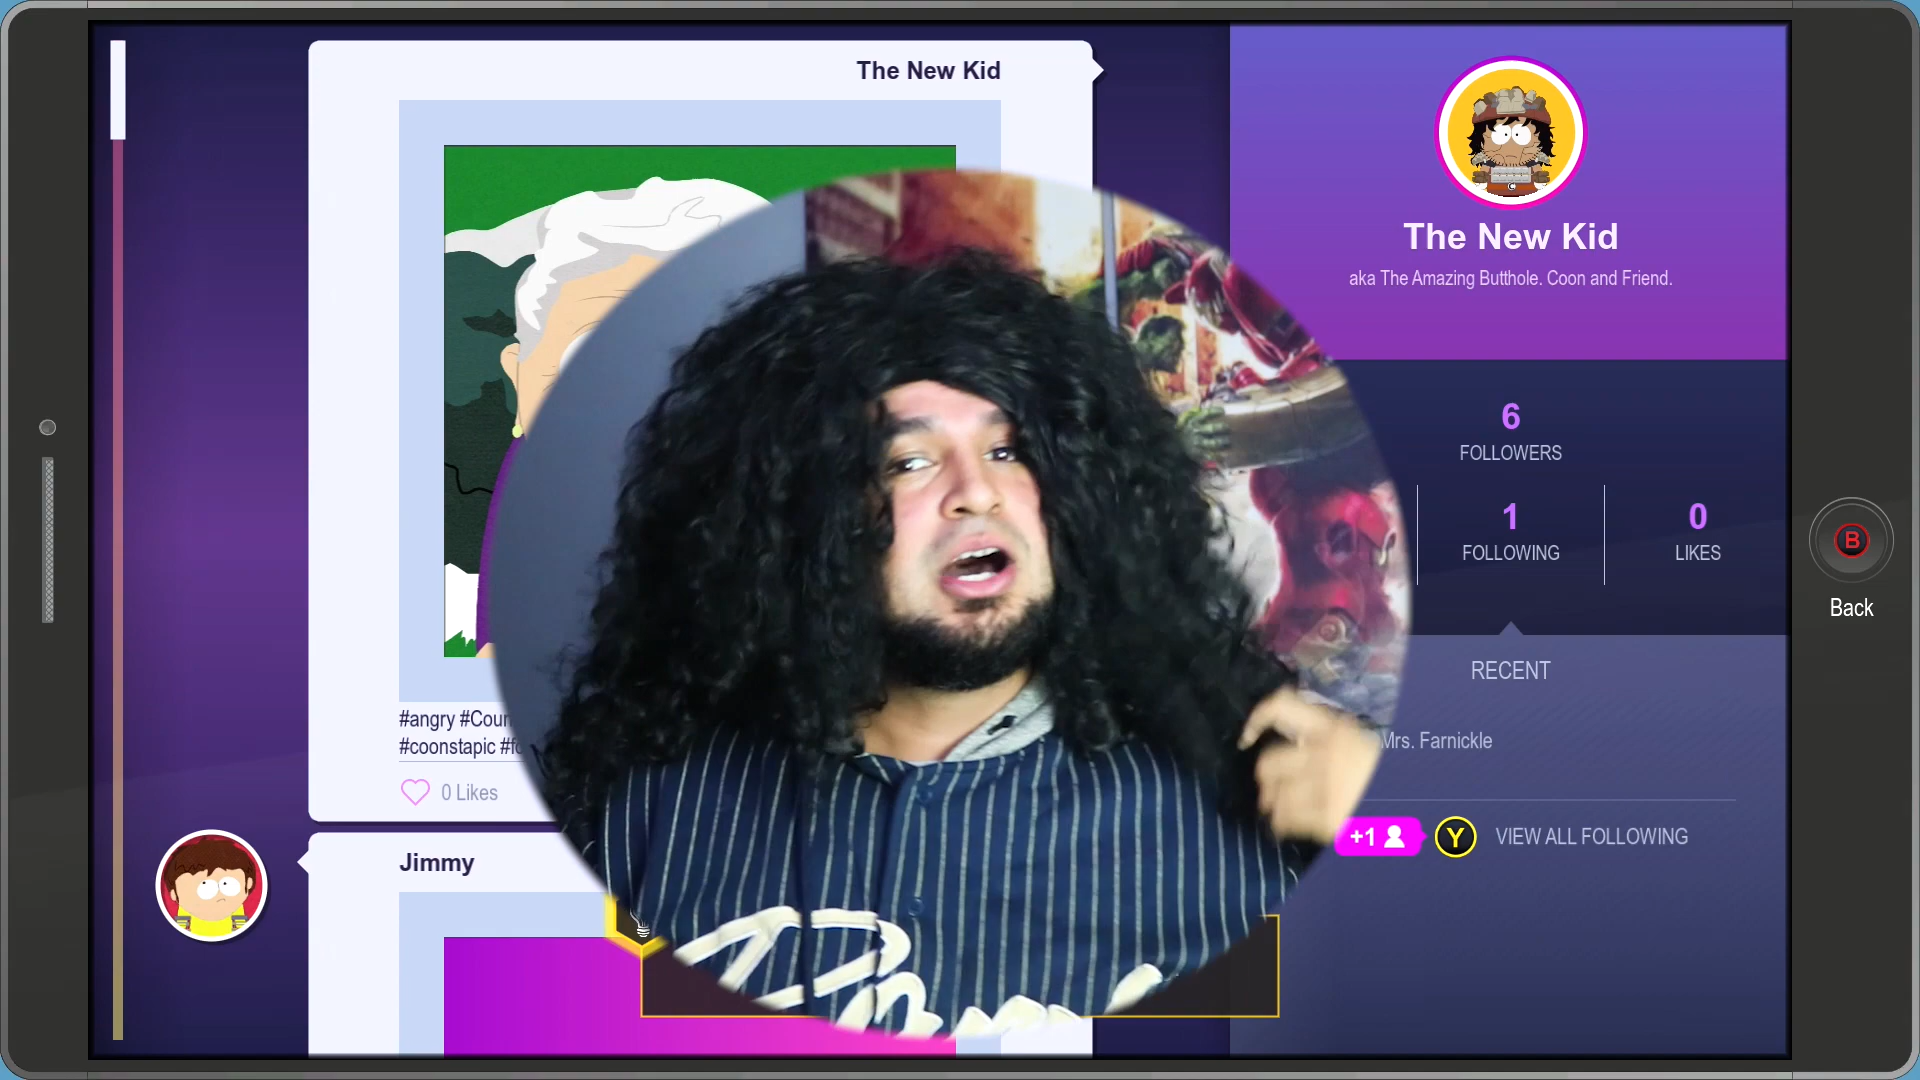 The New Kid
The New Kid
aka The Amazing Butthole. Coon and Friend.
6
FOLLOWERS
1
FOLLOWING
0
LIKES
B
Back
RECENT
Mrs. Farnickle
#angry
#coonstapic
0 Likes
+1
Y
VIEW ALL FOLLOWING
Jimmy